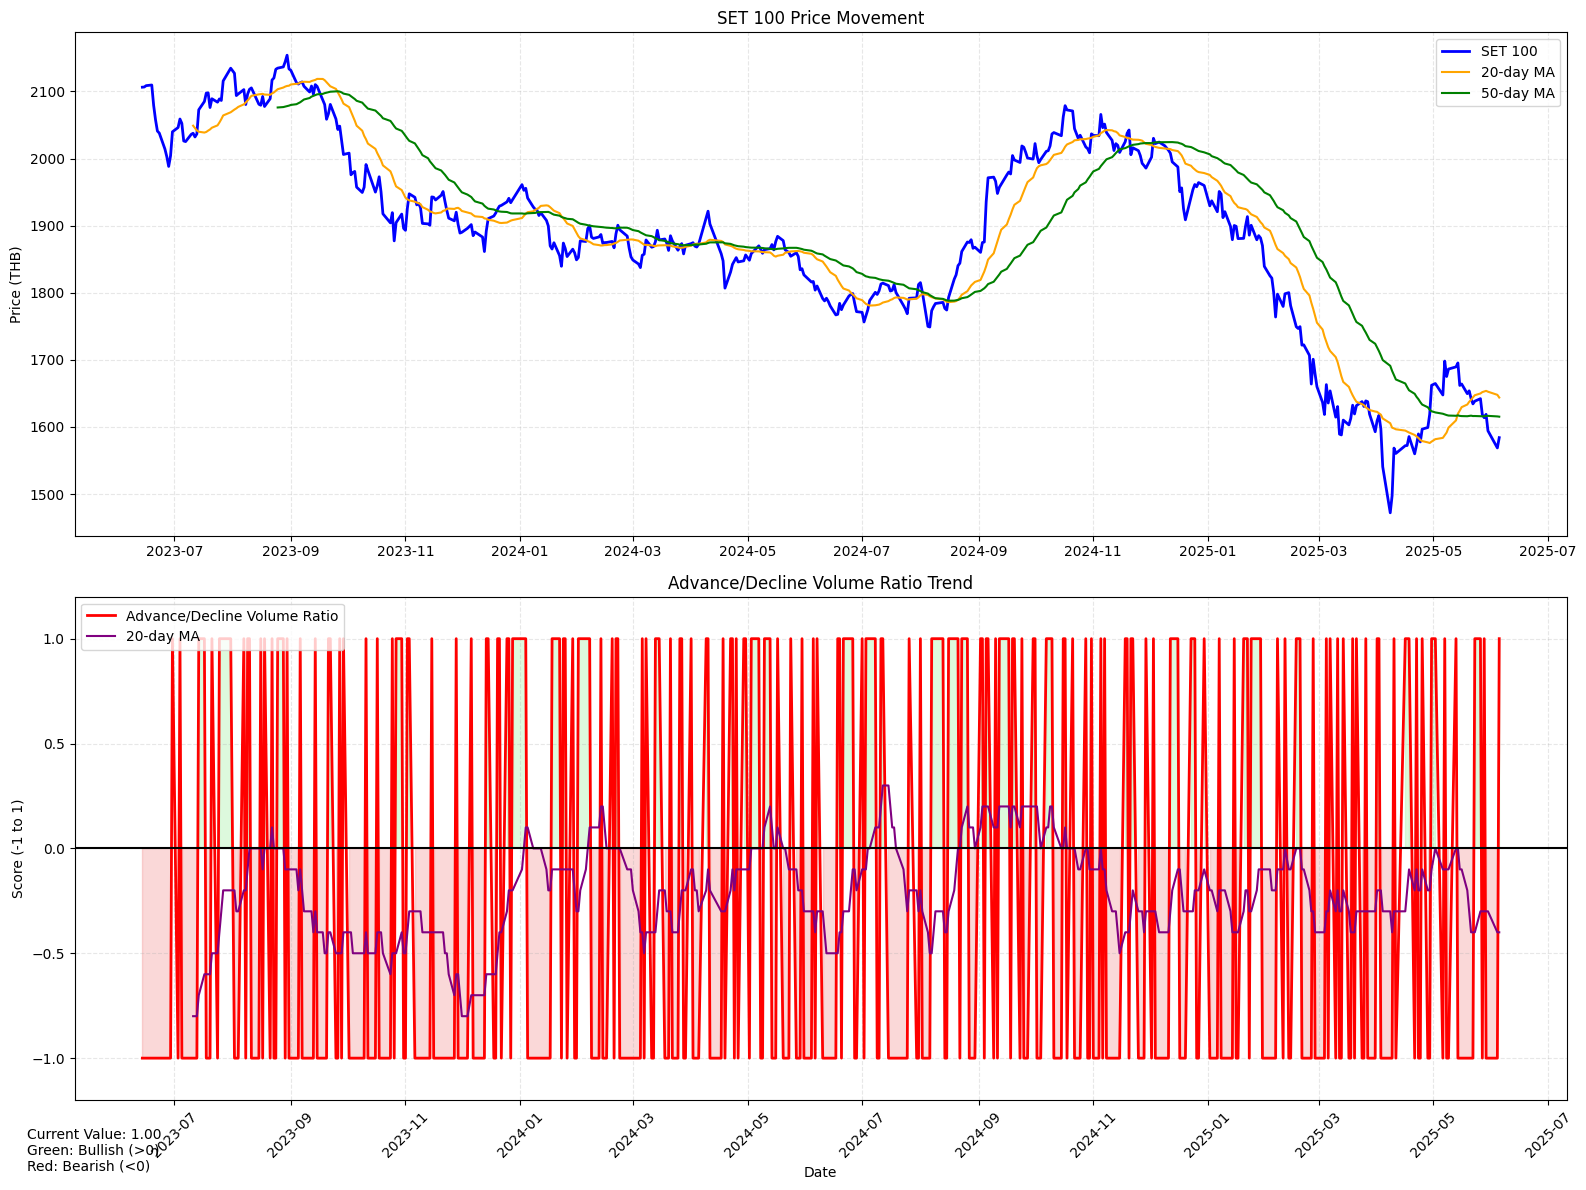 SET 100 Price Movement
Price (THB)
2100
2000
1900
1800
1700
1600
1500
SET 100
20-day MA
50-day MA
2023-07
2023-09
2023-11
2024-01
2024-03
2024-05
2024-07
2024-09
2024-11
2025-01
2025-03
2025-05
2025-07
Advance/Decline Volume Ratio Trend
Score (-1 to 1)
1.0
0.5
0.0
−0.5
−1.0
Advance/Decline Volume Ratio
20-day MA
2023-07
2023-09
2023-11
2024-01
2024-03
2024-05
2024-07
2024-09
2024-11
2025-01
2025-03
2025-05
2025-07
Date
Current Value: 1.00
Green: Bullish (>0)
Red: Bearish (<0)